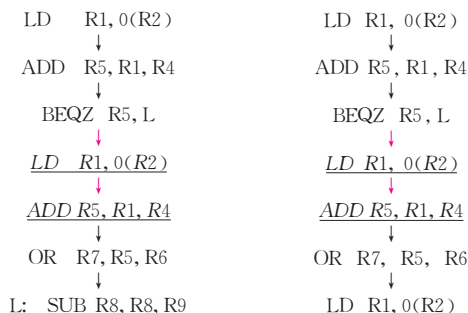 LD R1, 0(R2)
ADD R5, R1, R4
BEQZ R5, L
LD R1, 0(R2)
ADD R5, R1, R4
OR R7, R5, R6
L: SUB R8, R8, R9
LD R1, 0(R2)
ADD R5, R1, R4
BEQZ R5, L
LD R1, 0(R2)
ADD R5, R1, R4
OR R7, R5, R6
LD R1, 0(R2)